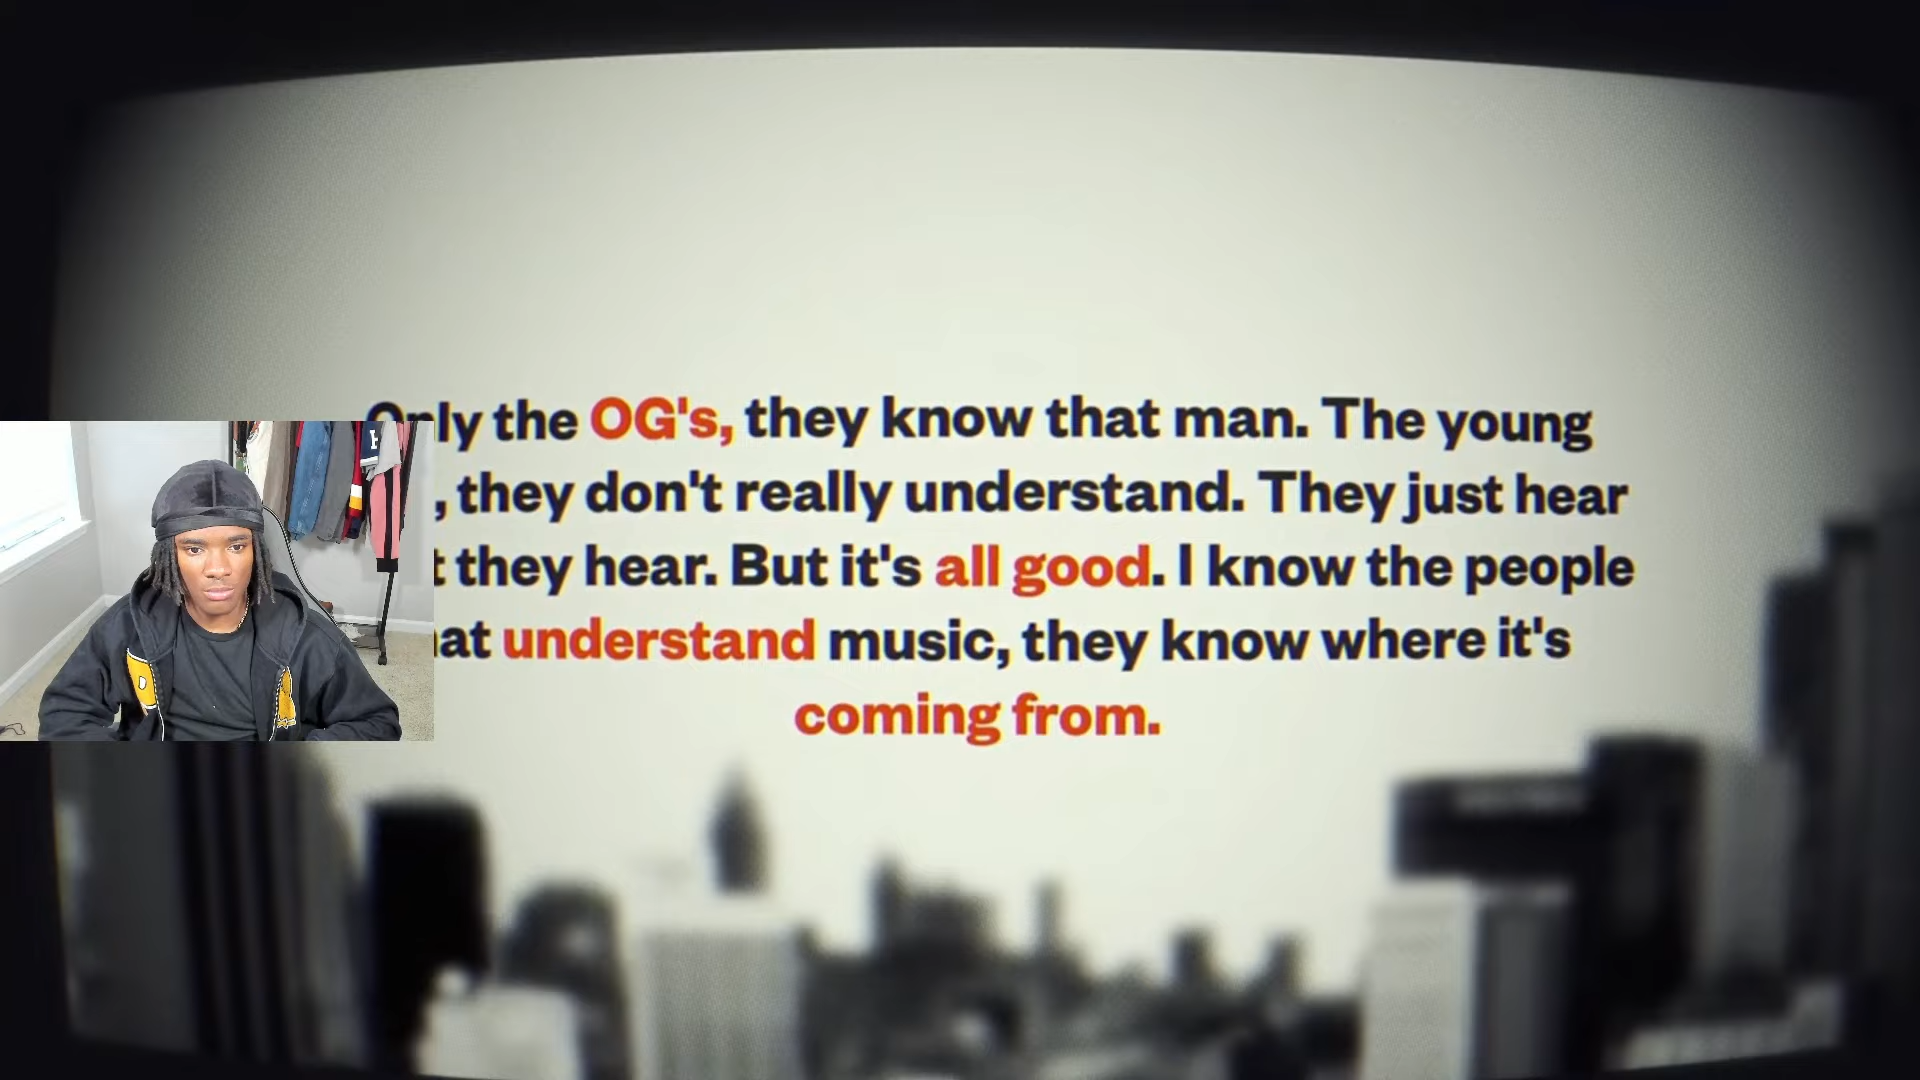 Only the OG's, they know that man. The young
, they don't really understand. They just hear
they hear. But it's all good. I know the people
understand music, they know where it's
coming from.